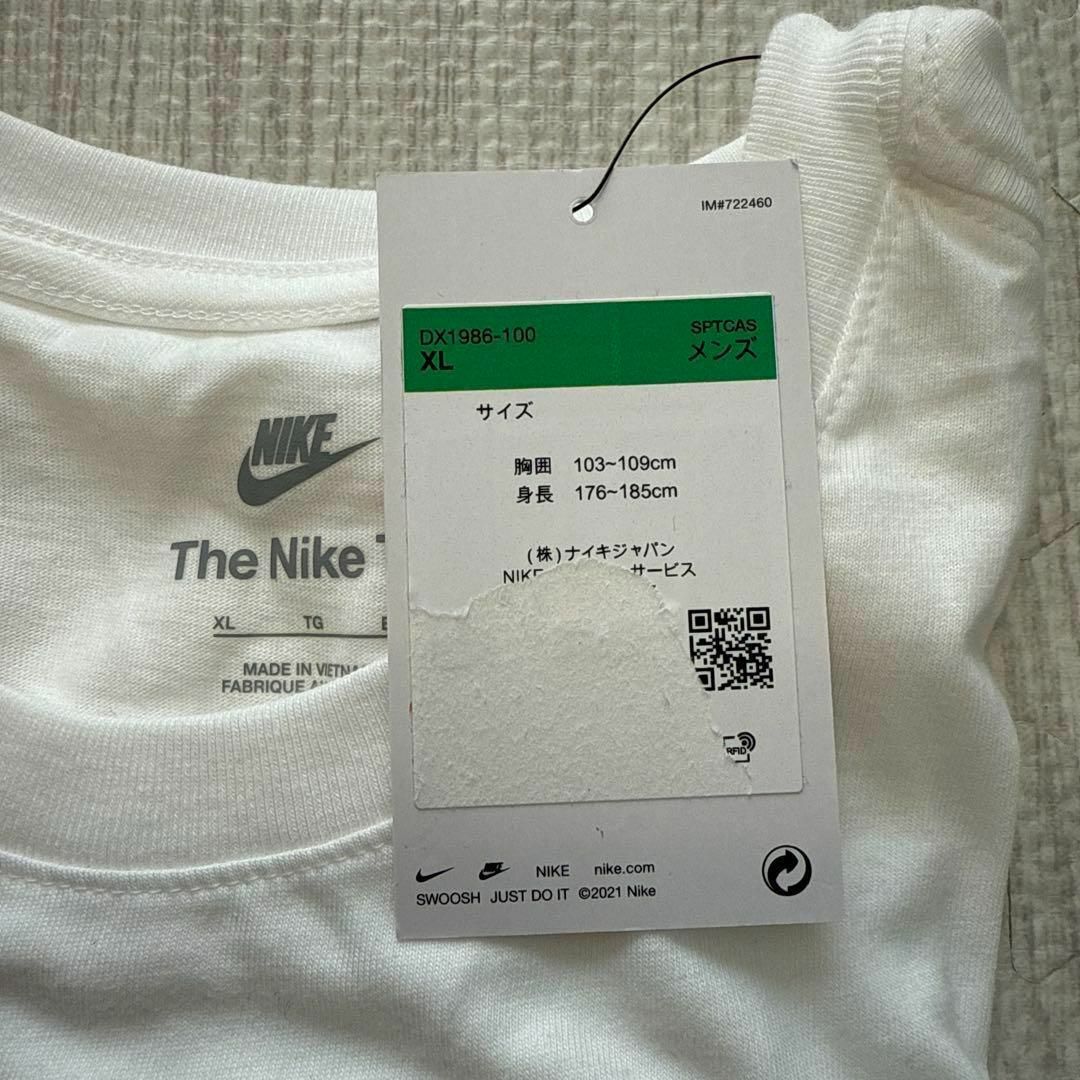 IM#722460
DX1986-100 SPTCAS
XL メンズ
サイズ
胸囲 103~109cm
身長 176~185cm
(株)ナイキジャパン
NIKE サービス
RFID
NIKE nike.com
SWOOSH JUST DO IT ©2021 Nike
NIKE
The Nike
XL TG
MADE IN
FABRIQUE